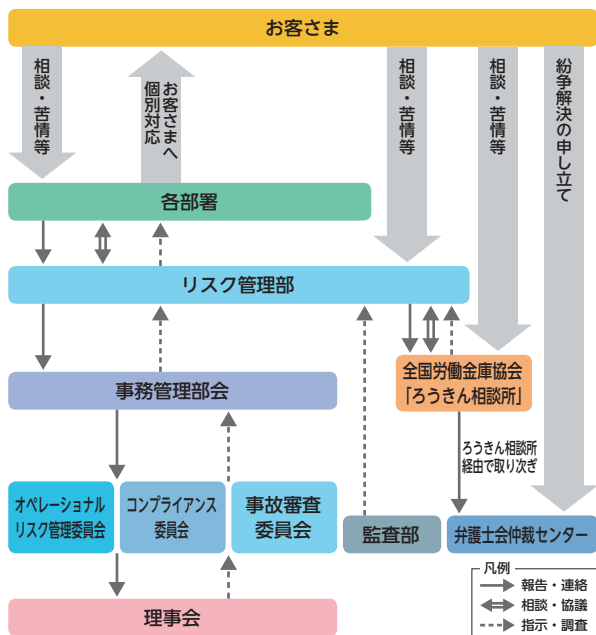 お客さま
相談・苦情等
お客さまへ
個別対応
相談・苦情等
相談・苦情等
紛争解決の申し立て
各部署
リスク管理部
全国労働金庫協会
「ろうきん相談所」
事務管理部会
ろうきん相談所
経由で取り次ぎ
オペレーショナル
リスク管理委員会
コンプライアンス
委員会
事故審査
委員会
監査部
弁護士会仲裁センター
理事会
凡例
報告・連絡
相談・協議
指示・調査